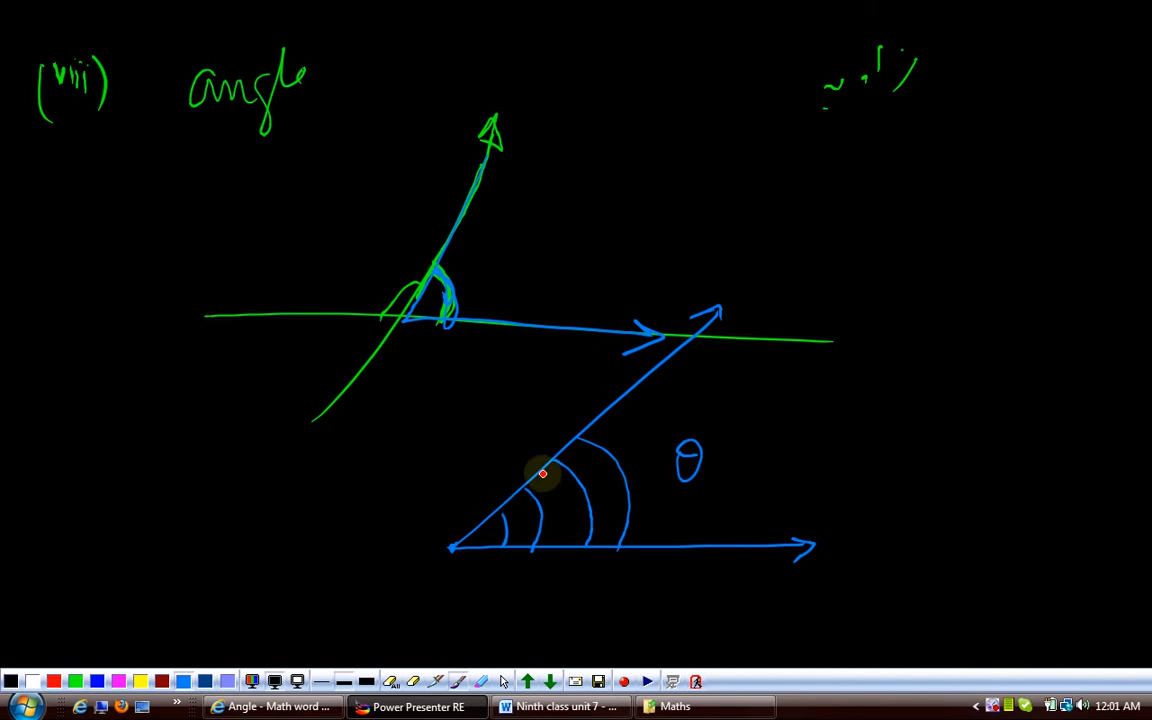 (viii) angle
θ
Angle - Math word ...
Power Presenter RE
Ninth class unit 7 - ...
Maths
12:01 AM